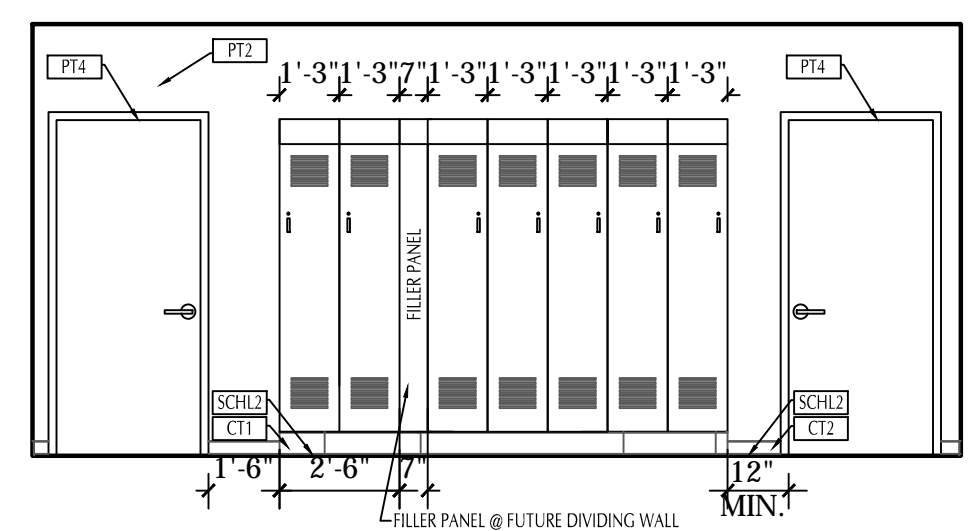 PT2
PT4
PT4
1'-3" 1'-3" 7" 1'-3" 1'-3" 1'-3" 1'-3" 1'-3"
FILLER PANEL
SCHL2
SCHL2
CT1
CT2
1'-6" 2'-6" 7" 12"
MIN.
FILLER PANEL @ FUTURE DIVIDING WALL